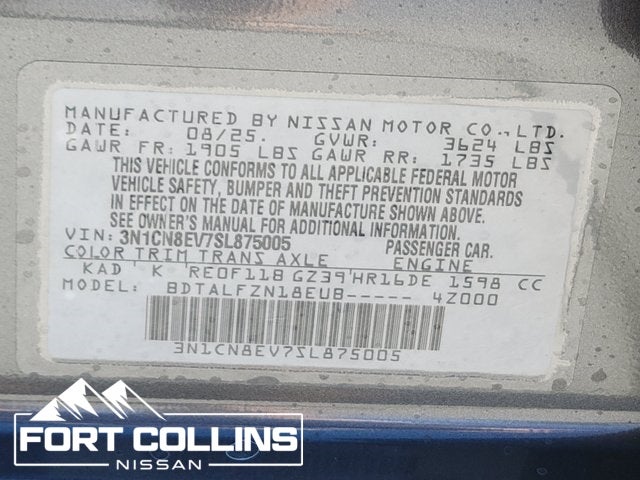 MANUFACTURED BY NISSAN MOTOR CO., LTD.
DATE: 08/25. GVWR: 3624 LBS
GAWR FR: 1905 LBS GAWR RR: 1735 LBS
THIS VEHICLE CONFORMS TO ALL APPLICABLE FEDERAL MOTOR
VEHICLE SAFETY, BUMPER AND THEFT PREVENTION STANDARDS
IN EFFECT ON THE DATE OF MANUFACTURE SHOWN ABOVE.
SEE OWNER'S MANUAL FOR ADDITIONAL INFORMATION.
VIN: 3N1CN8EV7SL875005 PASSENGER CAR.
COLOR TRIM TRANS AXLE ENGINE
KAD K RE0F11B GZ39 HR16DE 1598 CC
MODEL: BDTALFZN18EUB----- 4Z000
3N1CN8EV7SL875005
FORT COLLINS
NISSAN